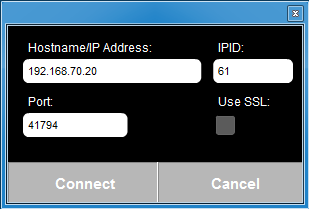 Hostname/IP Address: IPID:
192.168.70.20 61
Port: Use SSL:
41794
Connect Cancel